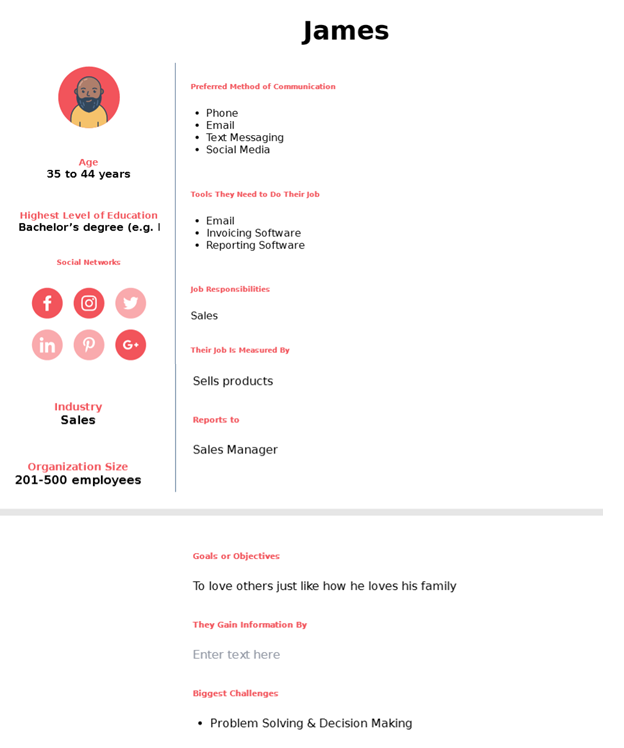 James
Age
35 to 44 years
Highest Level of Education
Bachelor’s degree (e.g.
Social Networks
f
in
G+
Industry
Sales
Organization Size
201-500 employees
Preferred Method of Communication
• Phone
• Email
• Text Messaging
• Social Media
Tools They Need to Do Their Job
• Email
• Invoicing Software
• Reporting Software
Job Responsibilities
Sales
Their Job Is Measured By
Sells products
Reports to
Sales Manager
Goals or Objectives
To love others just like how he loves his family
They Gain Information By
Enter text here
Biggest Challenges
• Problem Solving & Decision Making